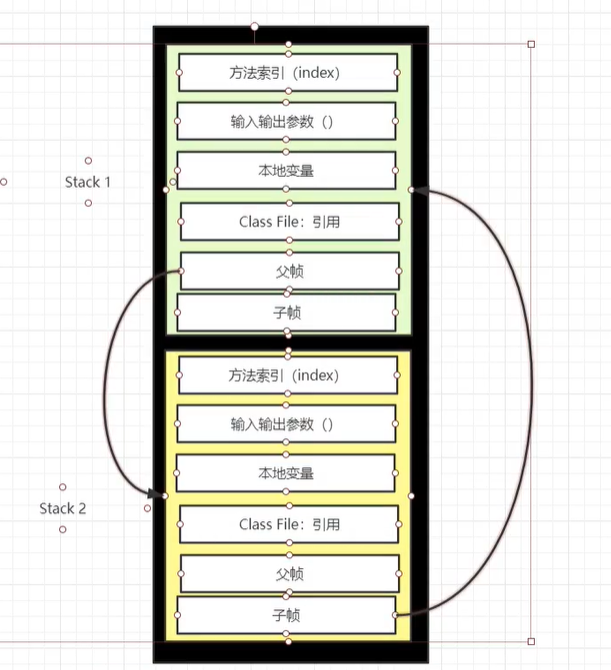 方法索引（index）
输入输出参数（）
本地变量
Stack 1
Class File：引用
父帧
子帧
方法索引（index）
输入输出参数（）
本地变量
Stack 2
Class File：引用
父帧
子帧